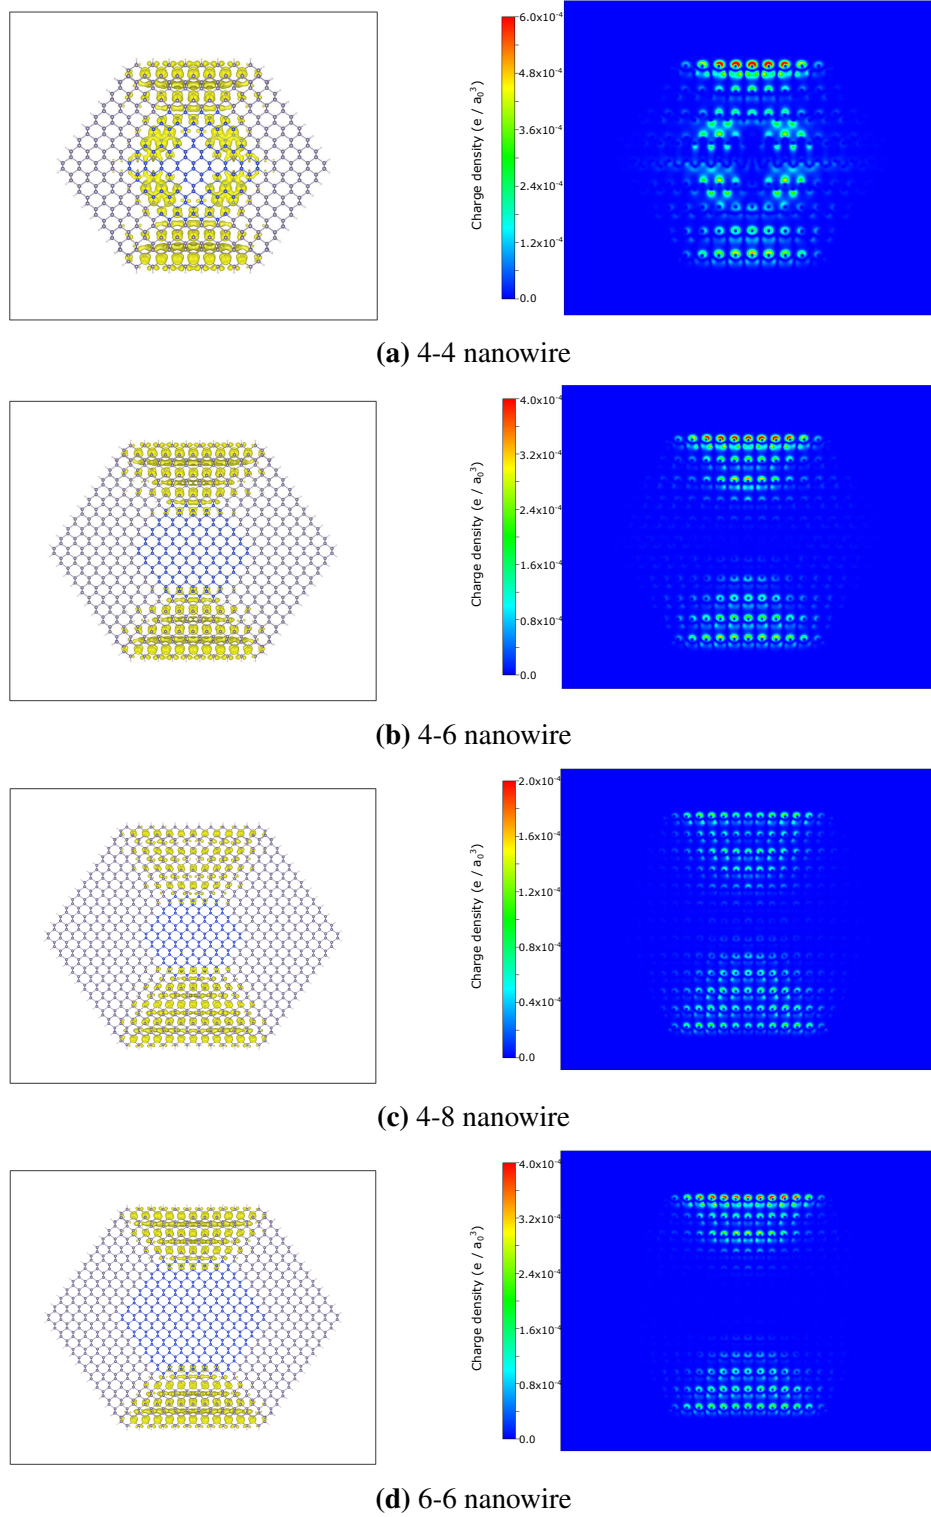 6.0x10⁻⁴
4.8x10⁻⁴
3.6x10⁻⁴
2.4x10⁻⁴
1.2x10⁻⁴
0.0
Charge density (e / a₀³)
(a) 4-4 nanowire
4.0x10⁻⁴
3.2x10⁻⁴
2.4x10⁻⁴
1.6x10⁻⁴
0.8x10⁻⁴
0.0
Charge density (e / a₀³)
(b) 4-6 nanowire
2.0x10⁻⁴
1.6x10⁻⁴
1.2x10⁻⁴
0.8x10⁻⁴
0.4x10⁻⁴
0.0
Charge density (e / a₀³)
(c) 4-8 nanowire
4.0x10⁻⁴
3.2x10⁻⁴
2.4x10⁻⁴
1.6x10⁻⁴
0.8x10⁻⁴
0.0
Charge density (e / a₀³)
(d) 6-6 nanowire